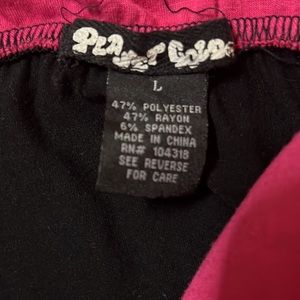 PLANET GOLD
L
47% POLYESTER
47% RAYON
6% SPANDEX
MADE IN CHINA
RN# 104318
SEE REVERSE
FOR CARE